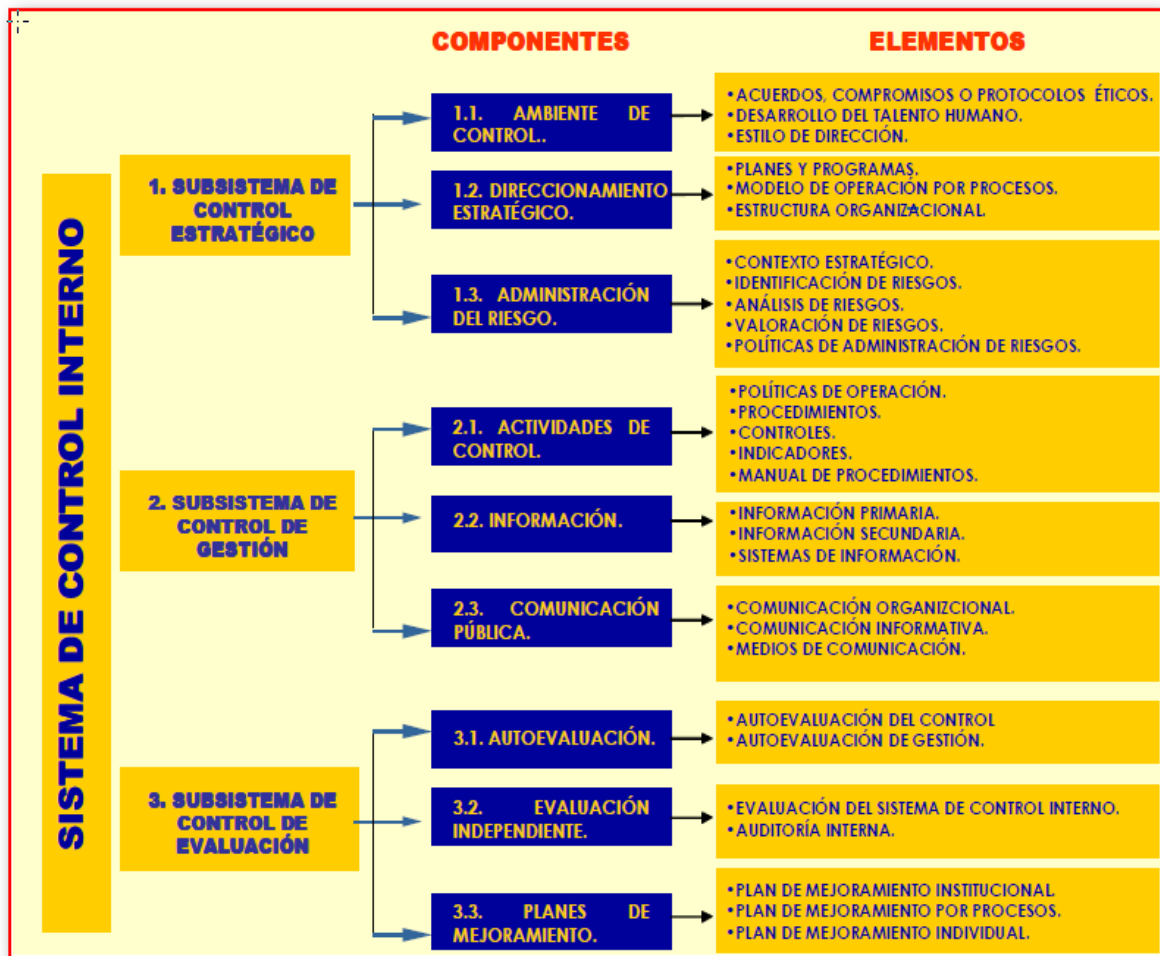 COMPONENTES
ELEMENTOS
SISTEMA DE CONTROL INTERNO
1. SUBSISTEMA DE
CONTROL
ESTRATÉGICO
1.1. AMBIENTE DE
CONTROL..
•ACUERDOS, COMPROMISOS O PROTOCOLOS ÉTICOS.
•DESARROLLO DEL TALENTO HUMANO.
•ESTILO DE DIRECCIÓN.
1.2. DIRECCIONAMIENTO
ESTRATÉGICO.
•PLANES Y PROGRAMAS.
•MODELO DE OPERACIÓN POR PROCESOS.
•ESTRUCTURA ORGANIZACIONAL.
1.3. ADMINISTRACIÓN
DEL RIESGO.
•CONTEXTO ESTRATÉGICO.
•IDENTIFICACIÓN DE RIESGOS.
•ANÁLISIS DE RIESGOS.
•VALORACIÓN DE RIESGOS.
•POLÍTICAS DE ADMINISTRACIÓN DE RIESGOS.
2. SUBSISTEMA DE
CONTROL DE
GESTIÓN
2.1. ACTIVIDADES DE
CONTROL.
•POLÍTICAS DE OPERACIÓN.
•PROCEDIMIENTOS.
•CONTROLES.
•INDICADORES.
•MANUAL DE PROCEDIMIENTOS.
2.2. INFORMACIÓN.
•INFORMACIÓN PRIMARIA.
•INFORMACIÓN SECUNDARIA.
•SISTEMAS DE INFORMACIÓN.
2.3. COMUNICACIÓN
PÚBLICA.
•COMUNICACIÓN ORGANIZCIONAL.
•COMUNICACIÓN INFORMATIVA.
•MEDIOS DE COMUNICACIÓN.
3. SUBSISTEMA DE
CONTROL DE
EVALUACIÓN
3.1. AUTOEVALUACIÓN.
•AUTOEVALUACIÓN DEL CONTROL
•AUTOEVALUACIÓN DE GESTIÓN.
3.2. EVALUACIÓN
INDEPENDIENTE.
•EVALUACIÓN DEL SISTEMA DE CONTROL INTERNO.
•AUDITORÍA INTERNA.
3.3. PLANES DE
MEJORAMIENTO.
•PLAN DE MEJORAMIENTO INSTITUCIONAL.
•PLAN DE MEJORAMIENTO POR PROCESOS.
•PLAN DE MEJORAMIENTO INDIVIDUAL.